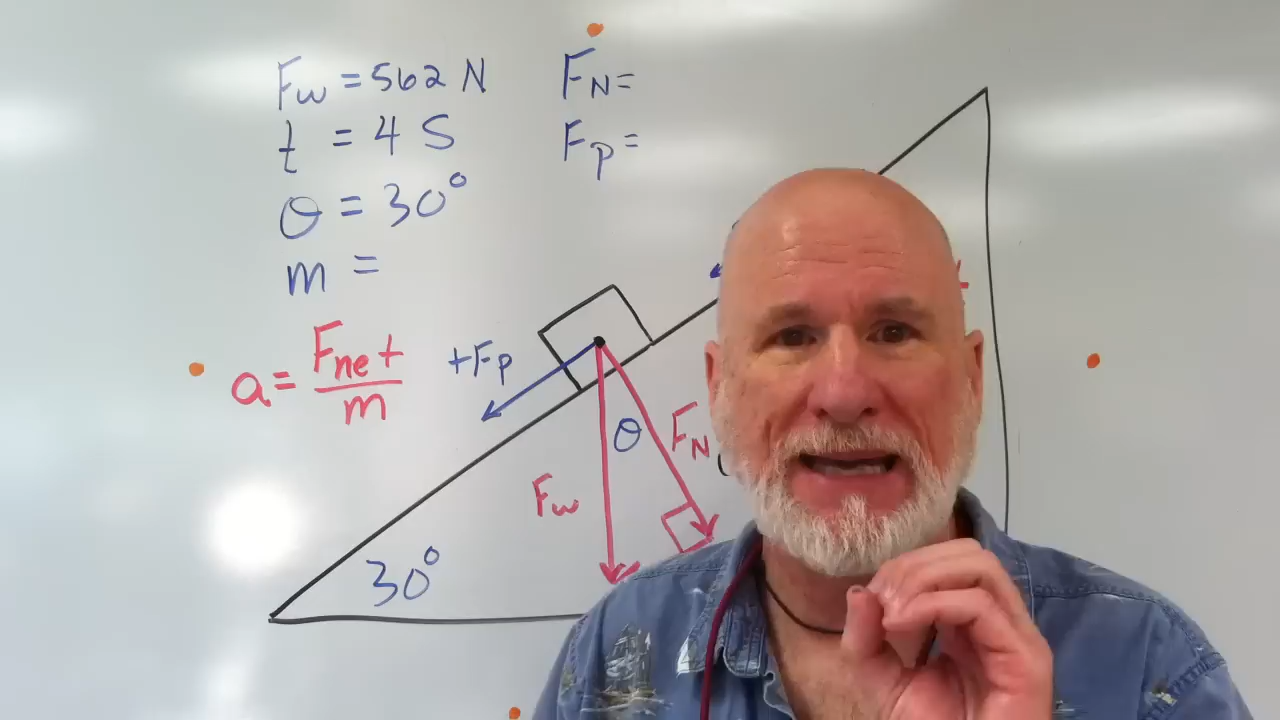 Fw = 562 N
t = 4 S
θ = 30°
m =
FN =
Fp =
a = Fnet / m
+Fp
θ
FN
Fw
30°